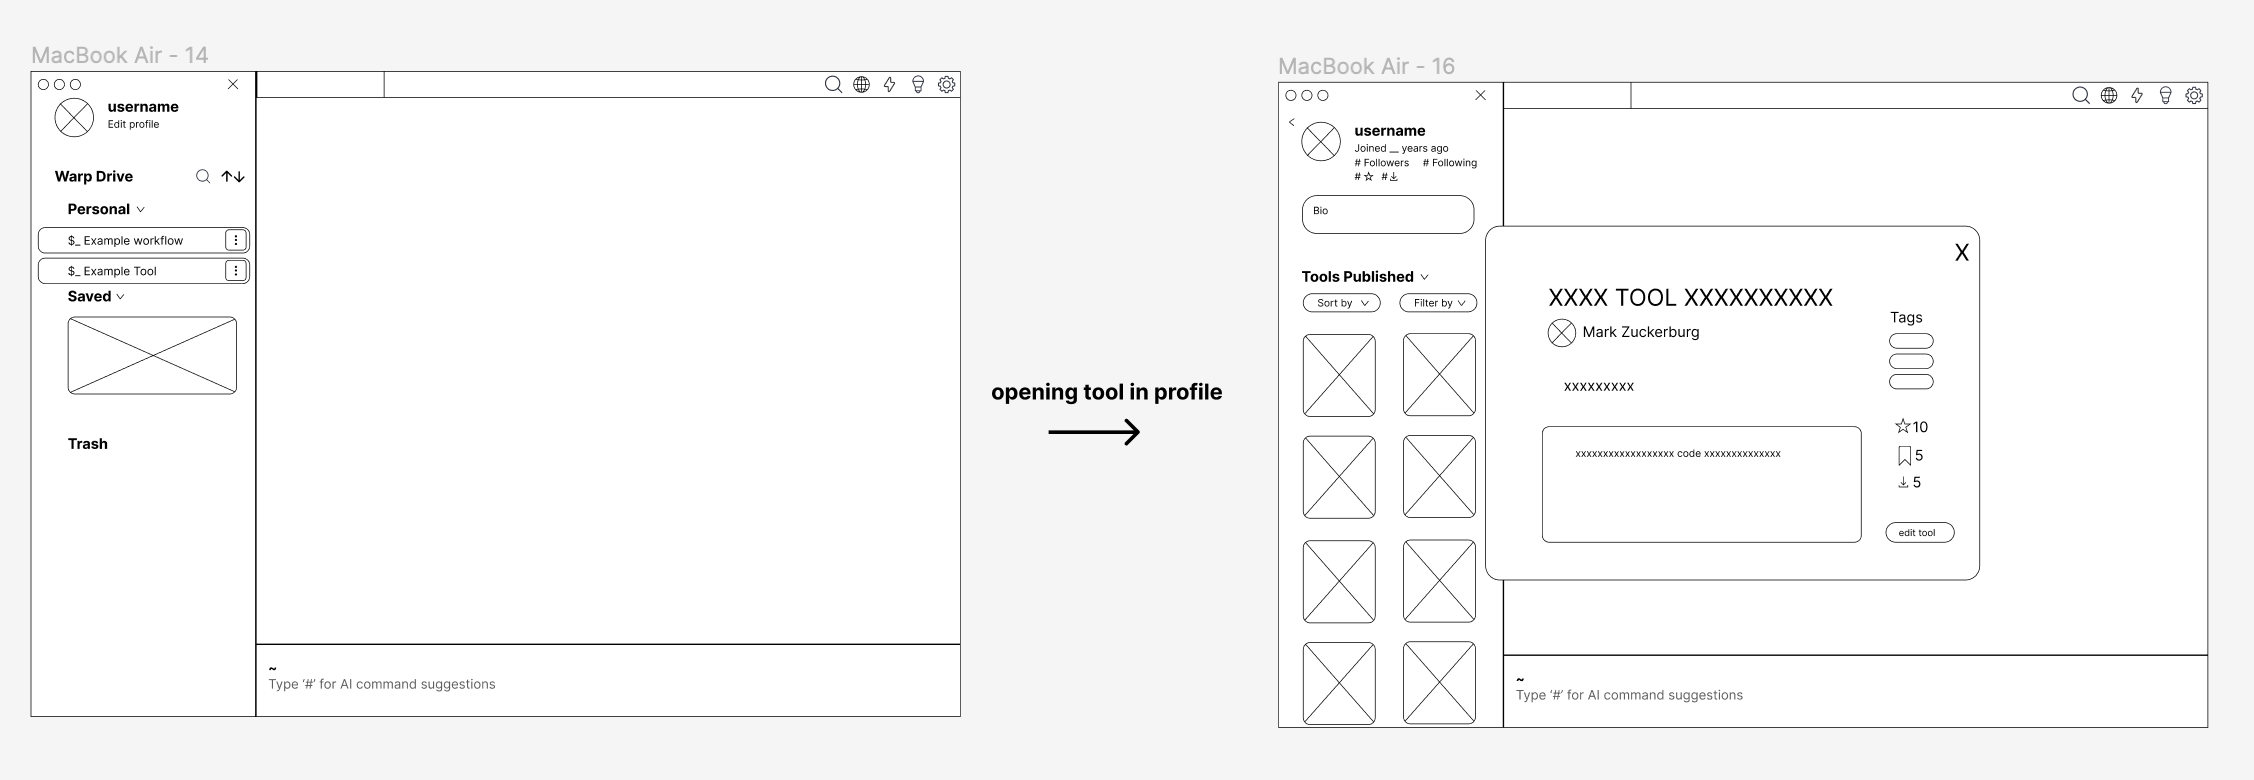 MacBook Air - 14
username
Edit profile
Warp Drive
Personal
$_ Example workflow
$_ Example Tool
Saved
Trash
~
Type ‘#’ for AI command suggestions
opening tool in profile
MacBook Air - 16
username
Joined __ years ago
# Followers # Following
# #
Bio
Tools Published
Sort by Filter by
X
XXXX TOOL XXXXXXXXXX
Mark Zuckerburg
xxxxxxxxx
xxxxxxxxxxxxxxxxxx code xxxxxxxxxxxxxx
Tags
10
5
5
edit tool
~
Type ‘#’ for AI command suggestions